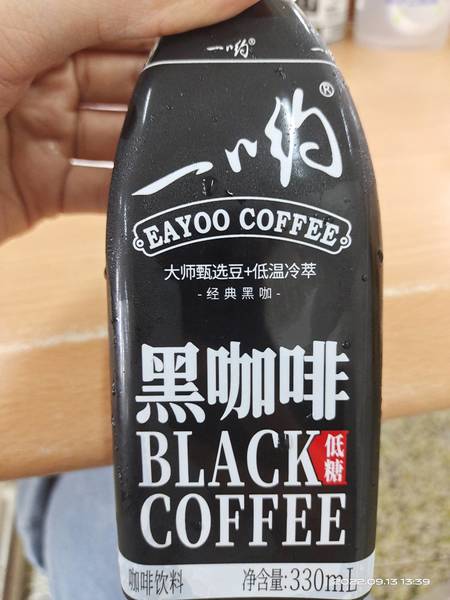 一哟®
一哟®
EAYOO COFFEE
大师甄选豆+低温冷萃
-经典黑咖-
黑咖啡
BLACK
低糖
COFFEE
咖啡饮料 净含量:330mL
2022.09.13 13:39